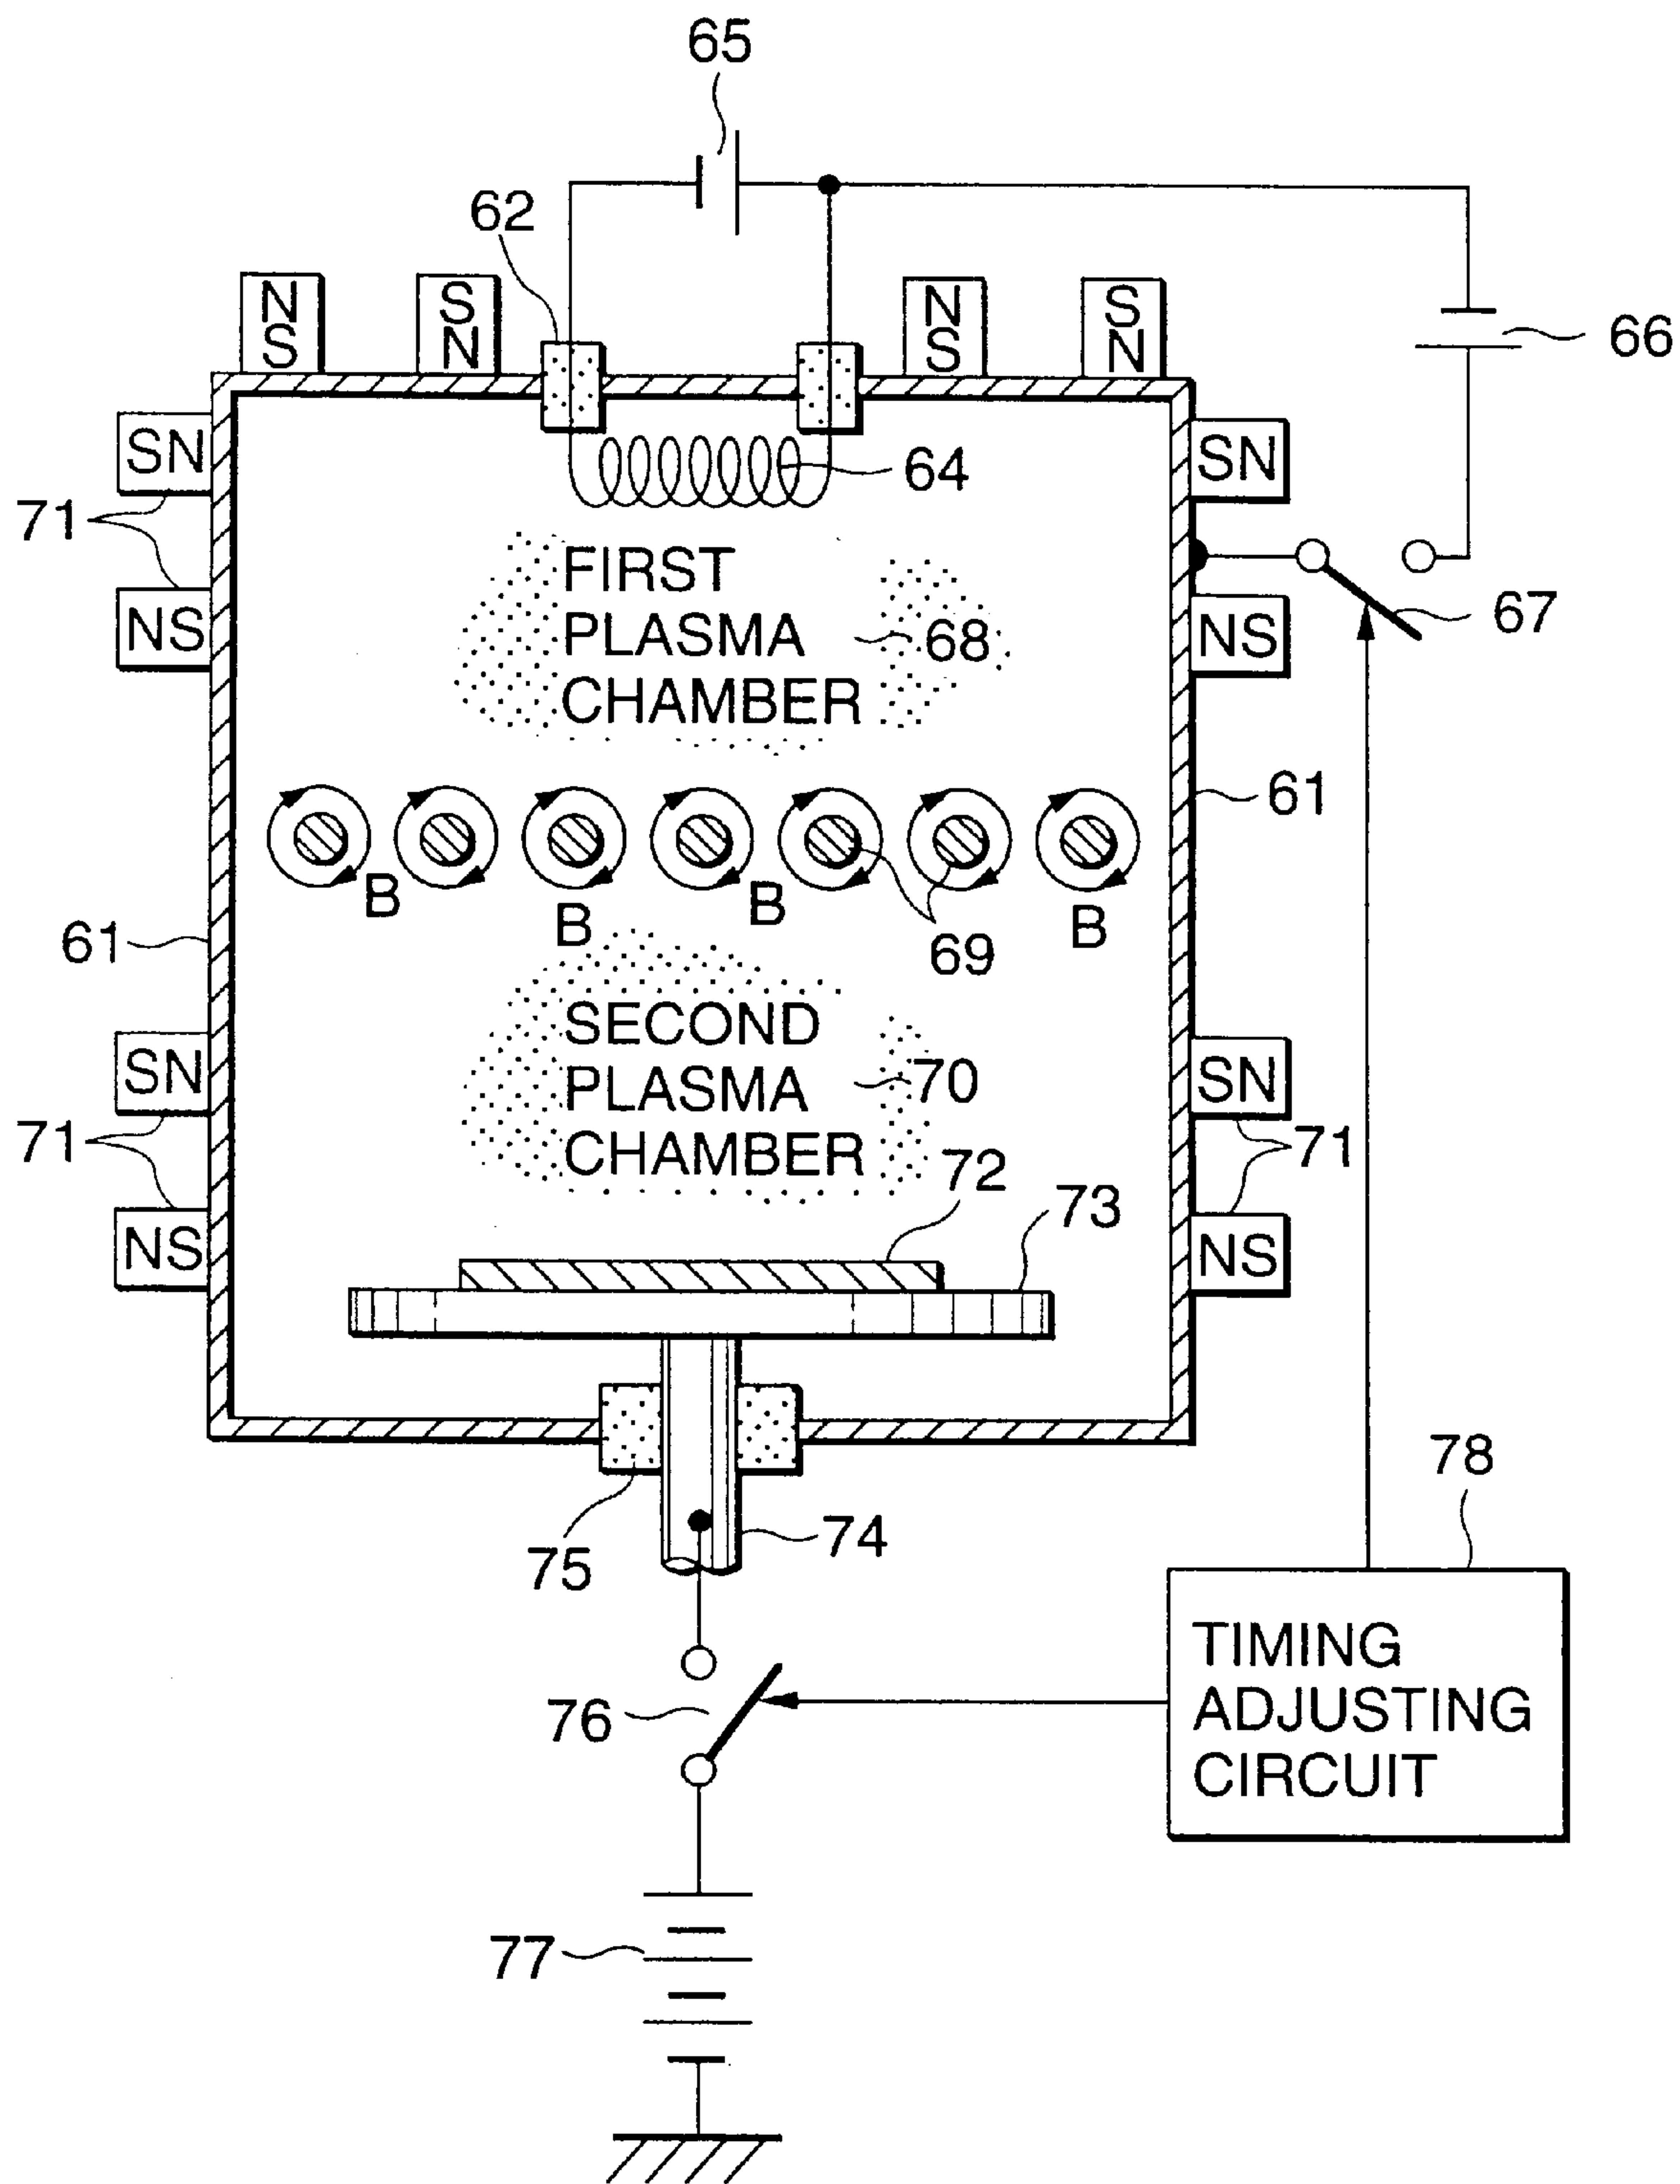 65
62
N
S
S
N
N
S
S
N
66
SN
SN
64
71
FIRST
PLASMA
CHAMBER
68
67
NS
NS
61
B
B
B
B
61
69
SECOND
PLASMA
CHAMBER
70
SN
SN
71
71
72
73
NS
NS
78
75
74
TIMING
ADJUSTING
CIRCUIT
76
77